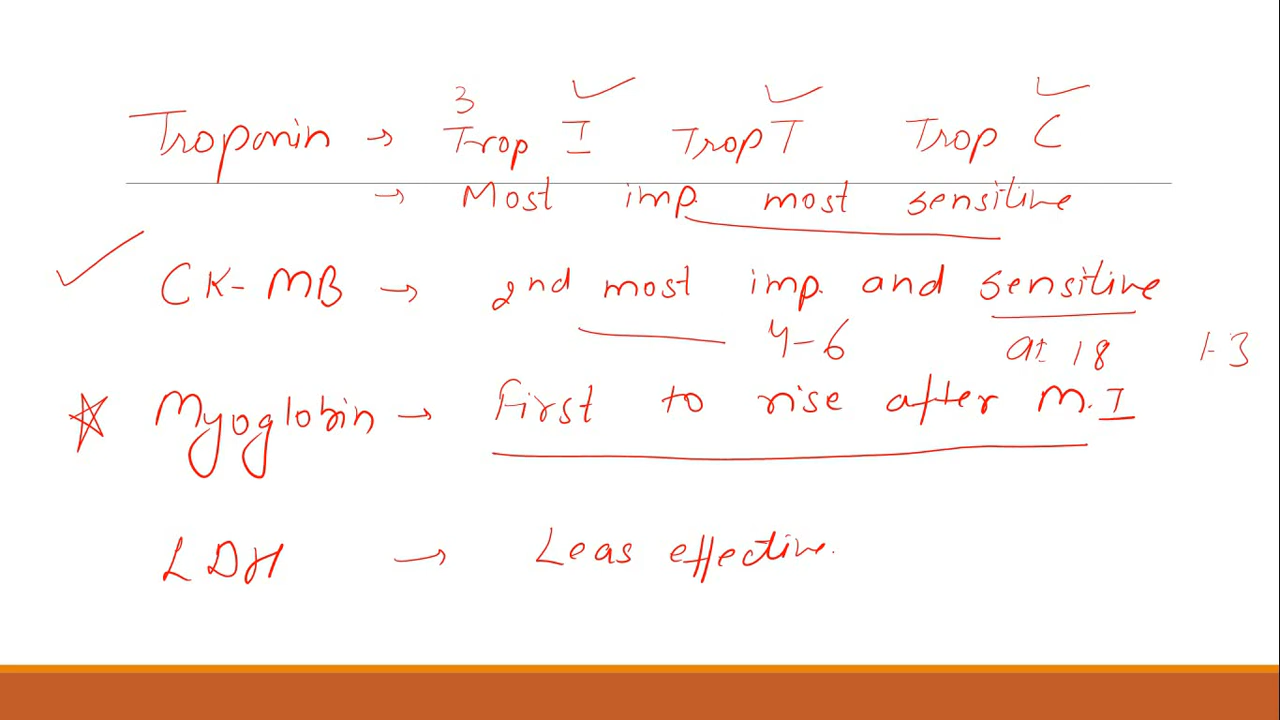 3
Troponin → Trop I Trop T Trop C
→ Most imp. most sensitive
CK-MB → 2nd most imp. and sensitive
4-6 at 18 1-3
Myoglobin → First to rise after M.I
LDH → Leas effective.